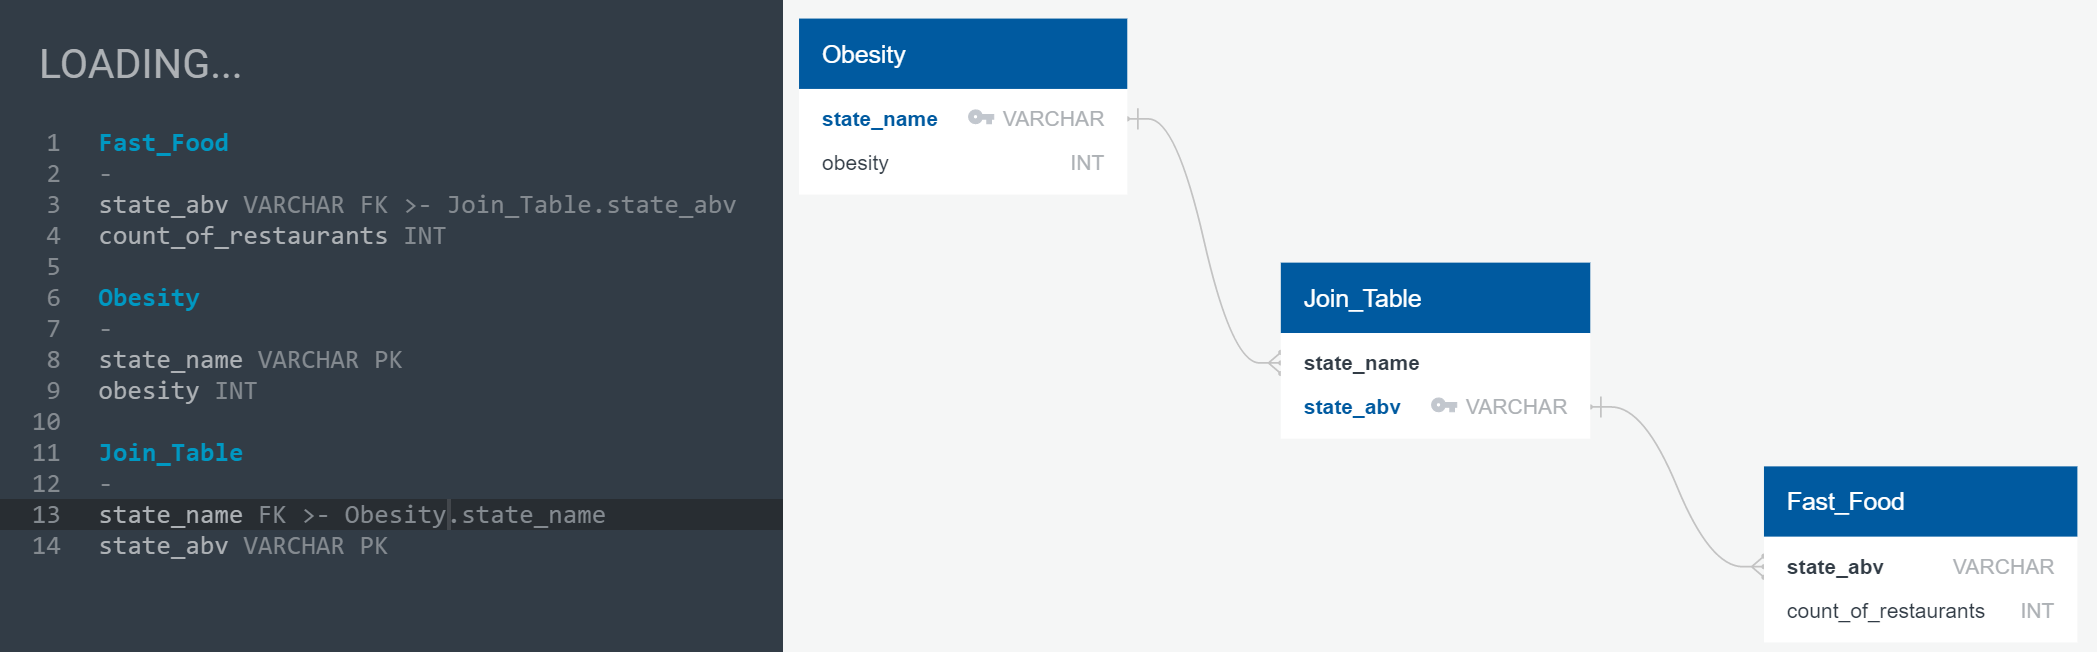 LOADING...
1 Fast_Food
2 -
3 state_abv VARCHAR FK >- Join_Table.state_abv
4 count_of_restaurants INT
5
6 Obesity
7 -
8 state_name VARCHAR PK
9 obesity INT
10
11 Join_Table
12 -
13 state_name FK >- Obesity.state_name
14 state_abv VARCHAR PK
Obesity
state_name VARCHAR
obesity INT
Join_Table
state_name
state_abv VARCHAR
Fast_Food
state_abv VARCHAR
count_of_restaurants INT